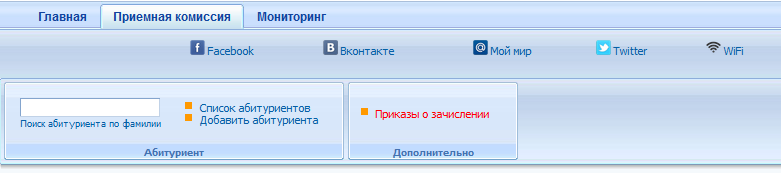 Главная Приемная комиссия Мониторинг
Facebook Вконтакте Мой мир Twitter WiFi
Список абитуриентов Приказы о зачислении
Поиск абитуриента по фамилии Добавить абитуриента
Абитуриент Дополнительно